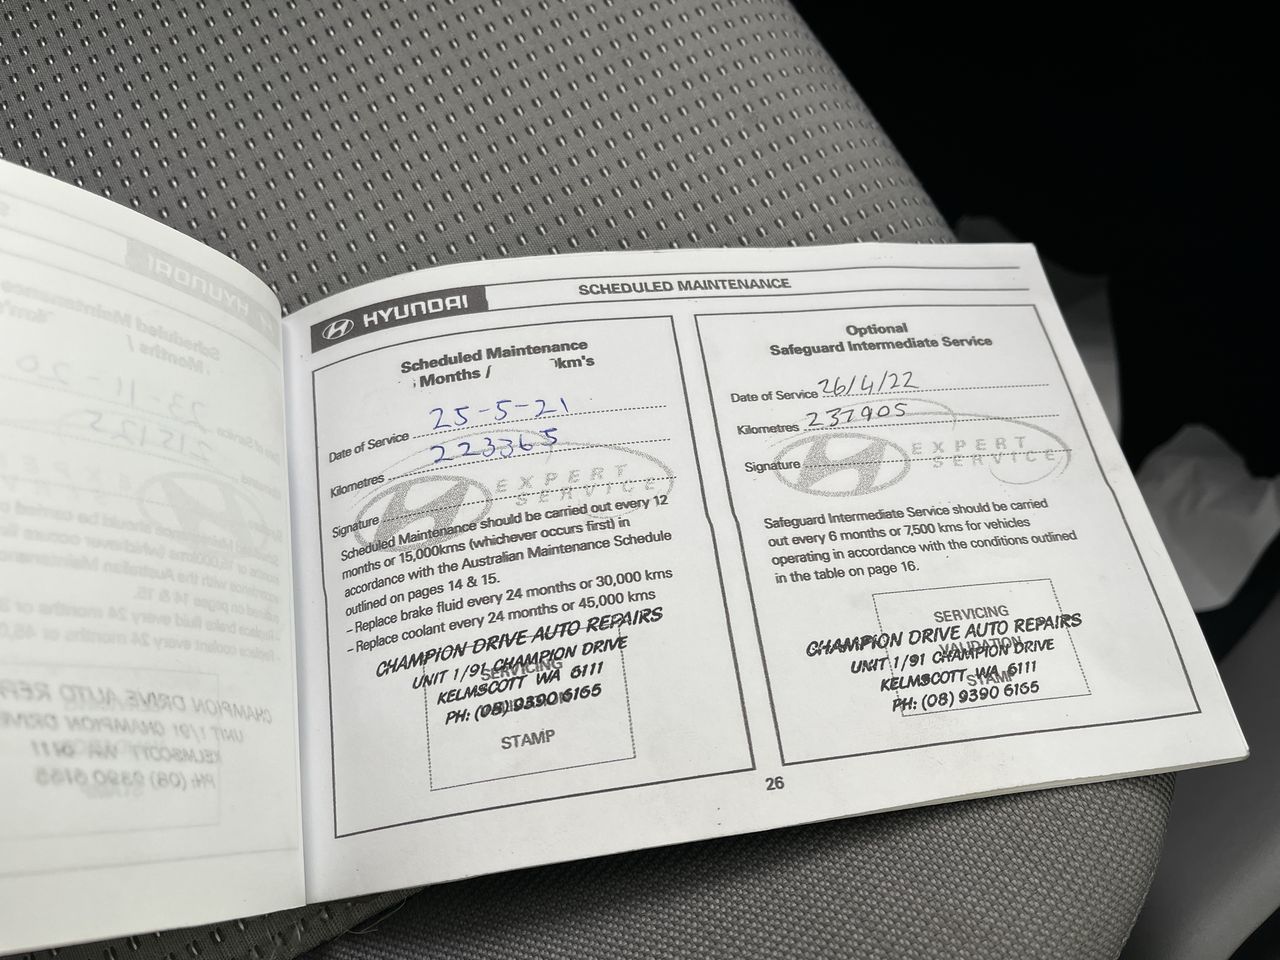 HYUNDAI
SCHEDULED MAINTENANCE
Scheduled Maintenance
Months / km's
Date of Service 25-5-21
Kilometres 223365
EXPERT
SERVICE
Signature
Scheduled Maintenance should be carried out every 12
months or 15,000kms (whichever occurs first) in
accordance with the Australian Maintenance Schedule
outlined on pages 14 & 15.
– Replace brake fluid every 24 months or 30,000 kms
– Replace coolant every 24 months or 45,000 kms
CHAMPION DRIVE AUTO REPAIRS
UNIT 1/91 CHAMPION DRIVE
SERVICING
KELMSCOTT WA 6111
PH: (08) 9390 6165
STAMP
Optional
Safeguard Intermediate Service
Date of Service 26/4/22
Kilometres 237905
EXPERT
SERVICE
Signature
Safeguard Intermediate Service should be carried
out every 6 months or 7,500 kms for vehicles
operating in accordance with the conditions outlined
in the table on page 16.
SERVICING
CHAMPION DRIVE AUTO REPAIRS
VALIDATION
UNIT 1/91 CHAMPION DRIVE
KELMSCOTT WA 6111
STAMP
PH: (08) 9390 6165
26